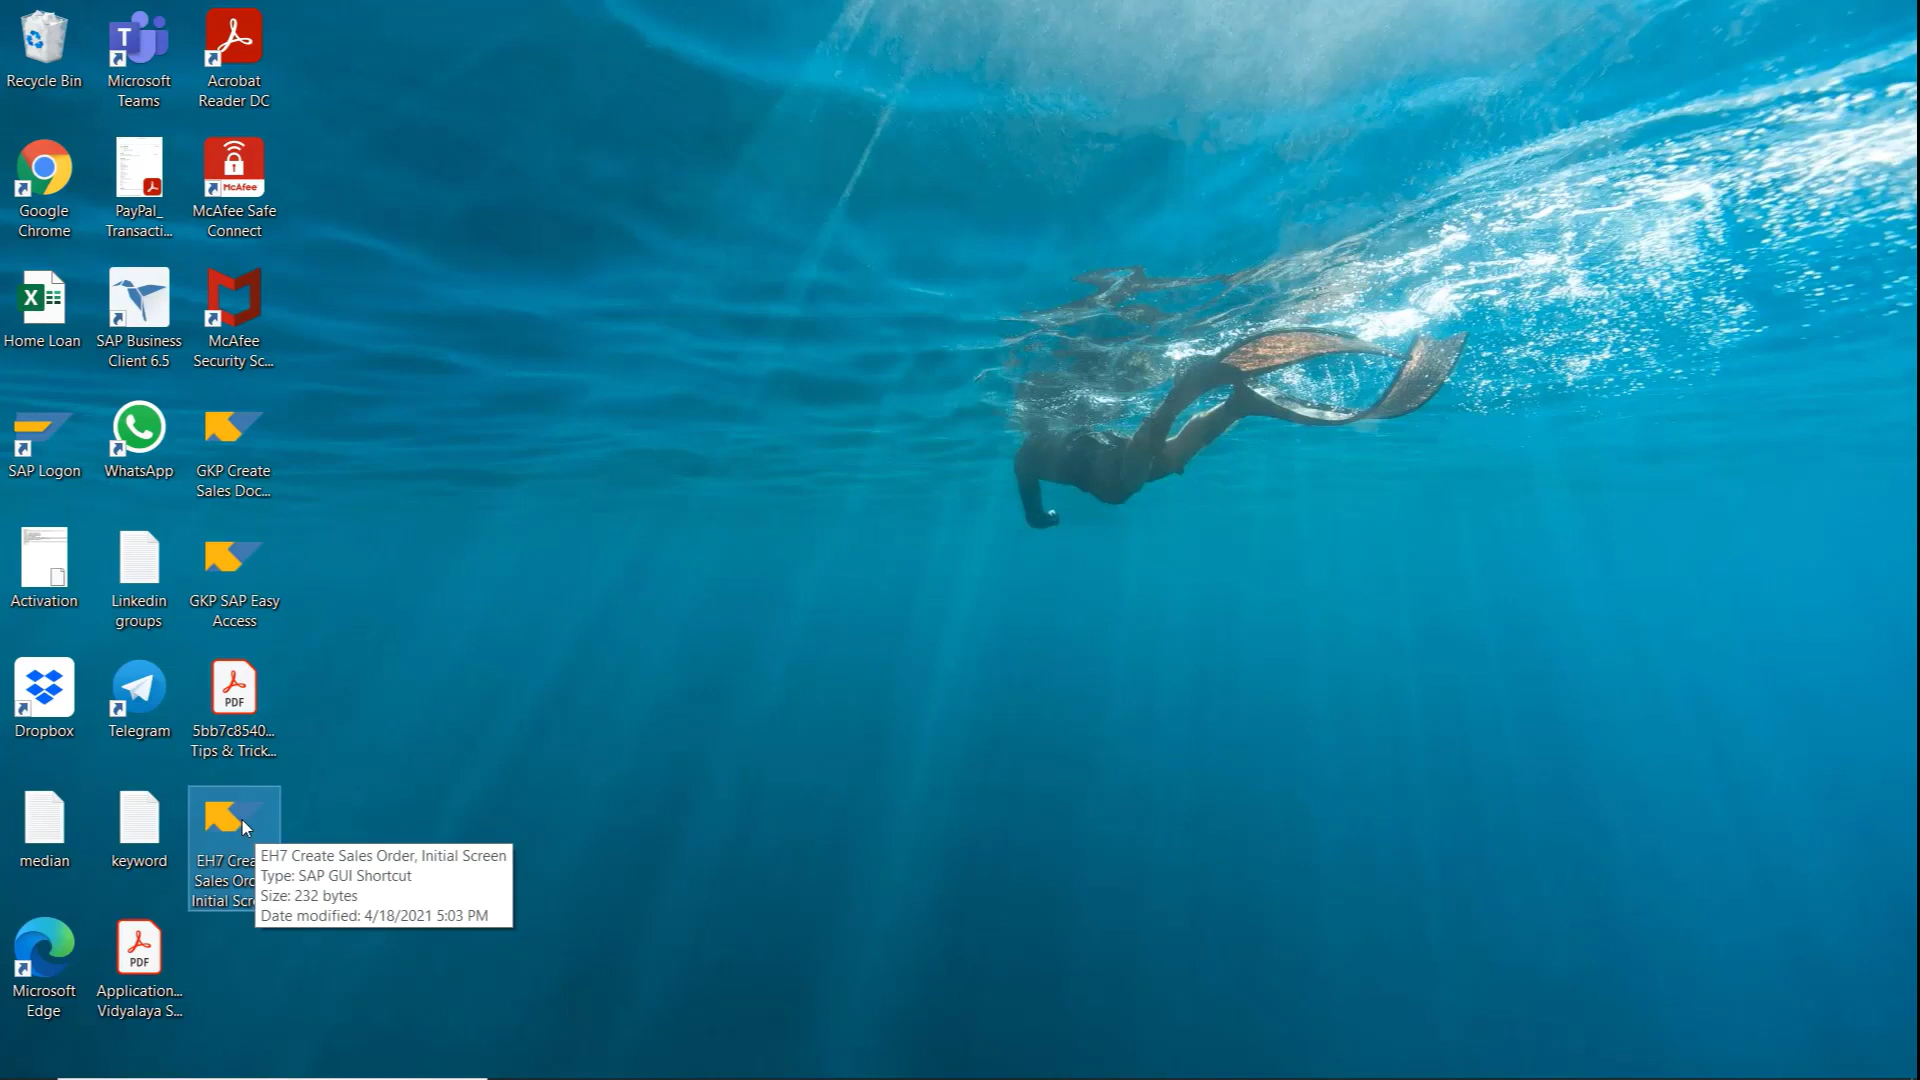 Recycle Bin
Microsoft
Teams
Acrobat
Reader DC
Google
Chrome
PayPal_
Transacti...
McAfee
McAfee Safe
Connect
Home Loan
SAP Business
Client 6.5
McAfee
Security Sc...
SAP Logon
WhatsApp
GKP Create
Sales Doc...
Activation
Linkedin
groups
GKP SAP Easy
Access
Dropbox
Telegram
PDF
5bb7c8540...
Tips & Trick...
median
keyword
EH7 Crea
Sales Orc
Initial Scr
EH7 Create Sales Order, Initial Screen
Type: SAP GUI Shortcut
Size: 232 bytes
Date modified: 4/18/2021 5:03 PM
Microsoft
Edge
PDF
Application...
Vidyalaya S...